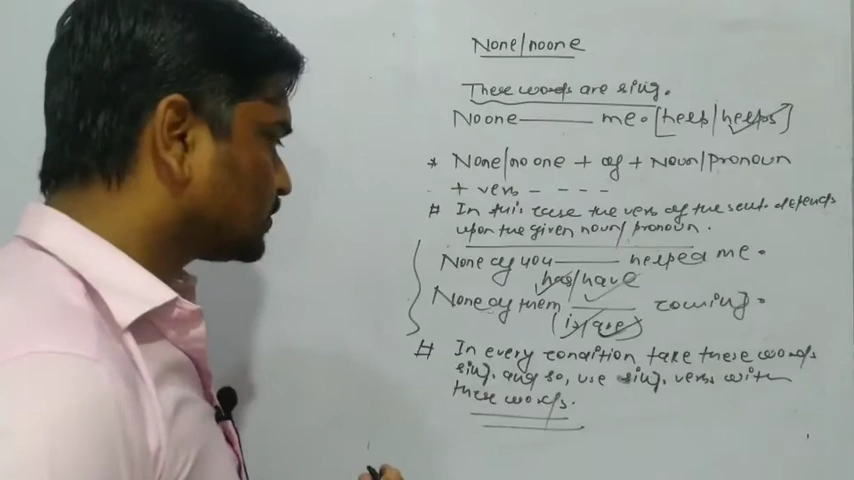 None/noone
These words are sing.
Noone ——— me. [help/helps]
* None/no one + of + Noun/pronoun
+ verb - - - -
# In this case the verb of the sent. depends
upon the given noun/pronoun.
None of you ——— helped me.
has/have
None of them ——— coming.
(is/are)
# In every condition take these words
sing. and so, use sing. verb with
these words.